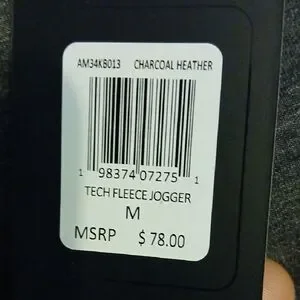 AM34KB013 CHARCOAL HEATHER
1 98374 07275 1
TECH FLEECE JOGGER
M
MSRP $ 78.00